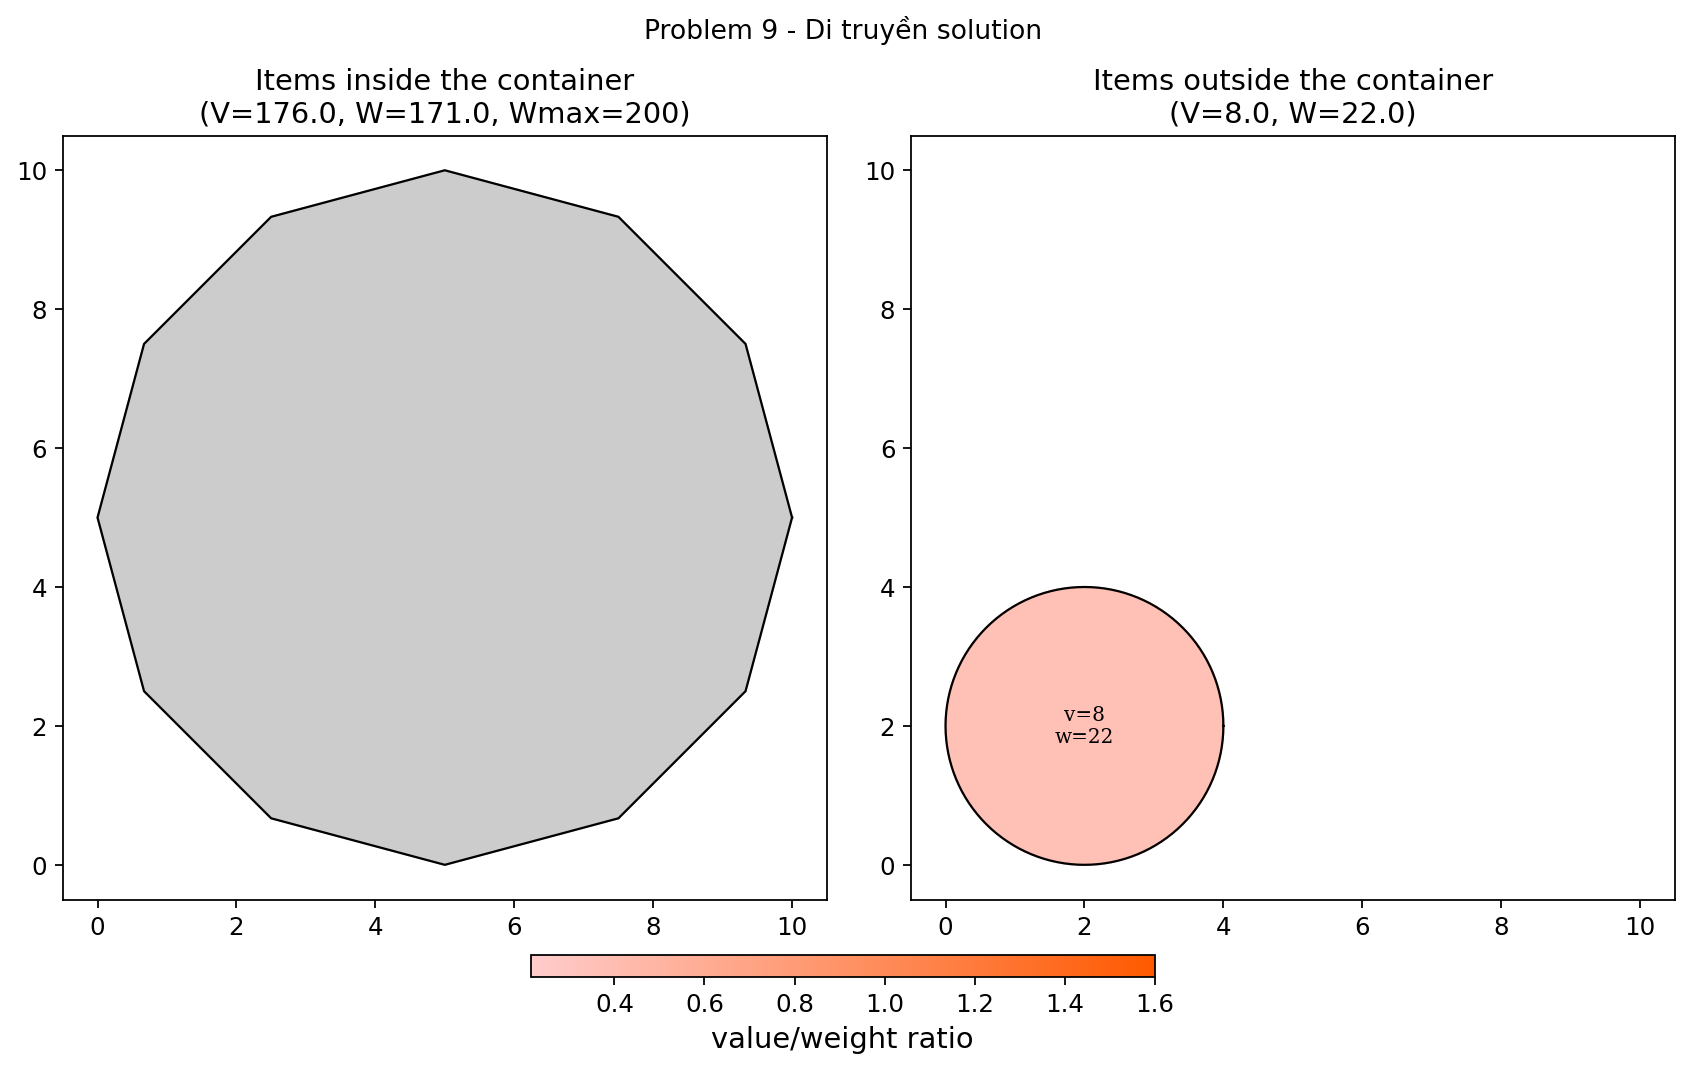 Problem 9 - Di truyền solution
Items inside the container
(V=176.0, W=171.0, Wmax=200)
10
8
6
4
2
0
0 2 4 6 8 10
Items outside the container
(V=8.0, W=22.0)
10
8
6
4
2
0
v=8
w=22
0 2 4 6 8 10
0.4 0.6 0.8 1.0 1.2 1.4 1.6
value/weight ratio